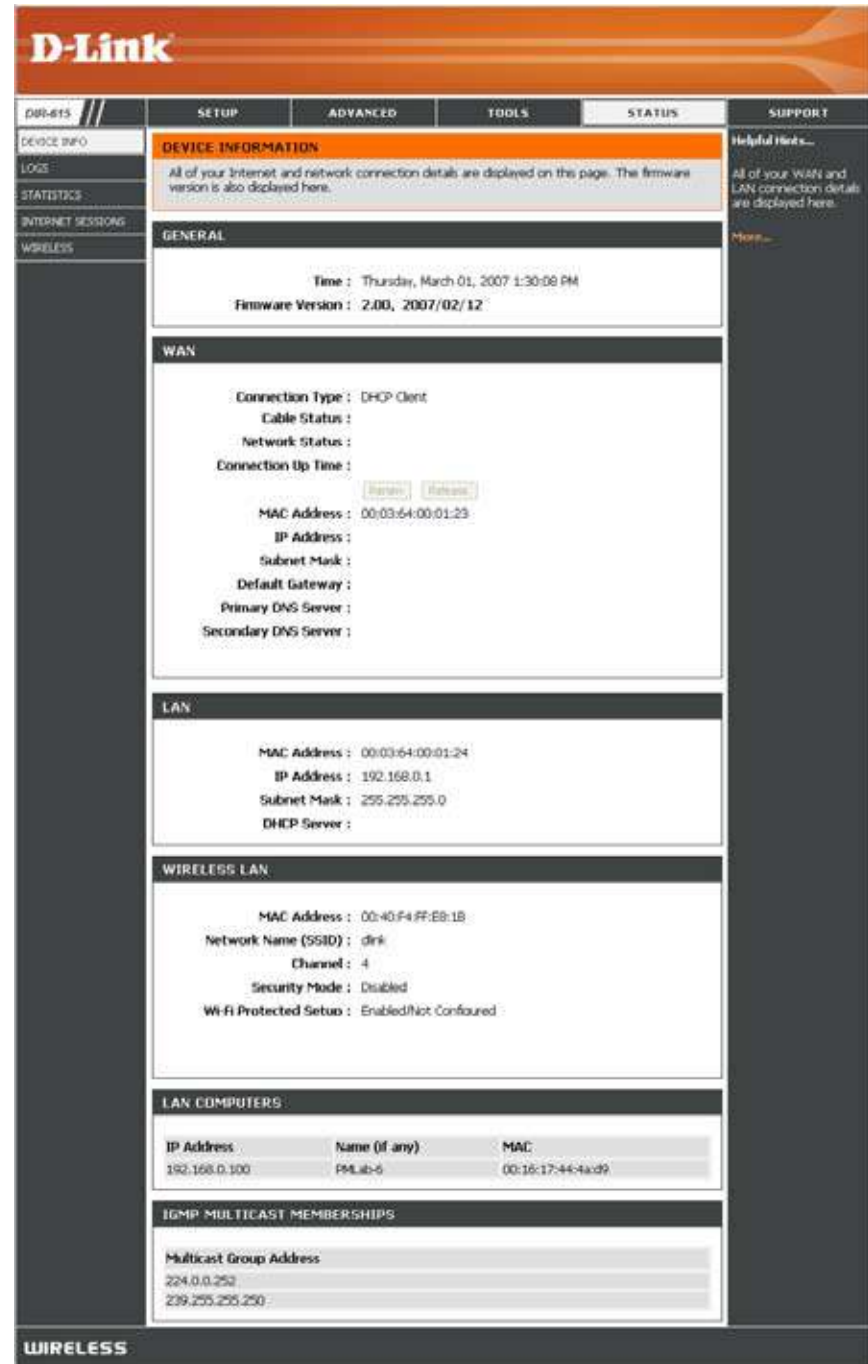 D-Link
DIR-615
SETUP ADVANCED TOOLS STATUS SUPPORT
DEVICE INFO
LOGS
STATISTICS
INTERNET SESSIONS
WIRELESS
DEVICE INFORMATION
All of your Internet and network connection details are displayed on this page. The firmware
version is also displayed here.
Helpful Hints...
All of your WAN and
LAN connection details
are displayed here.
More...
GENERAL
Time : Thursday, March 01, 2007 1:30:08 PM
Firmware Version : 2.00, 2007/02/12
WAN
Connection Type : DHCP Client
Cable Status :
Network Status :
Connection Up Time :
Renew Release
MAC Address : 00:03:64:00:01:23
IP Address :
Subnet Mask :
Default Gateway :
Primary DNS Server :
Secondary DNS Server :
LAN
MAC Address : 00:03:64:00:01:24
IP Address : 192.168.0.1
Subnet Mask : 255.255.255.0
DHCP Server :
WIRELESS LAN
MAC Address : 00:40:F4:FF:E8:1B
Network Name (SSID) : dlink
Channel : 4
Security Mode : Disabled
Wi-Fi Protected Setup : Enabled/Not Configured
LAN COMPUTERS
IP Address Name (if any) MAC
192.168.0.100 PMLab-6 00:16:17:44:4a:d9
IGMP MULTICAST MEMBERSHIPS
Multicast Group Address
224.0.0.252
239.255.255.250
WIRELESS